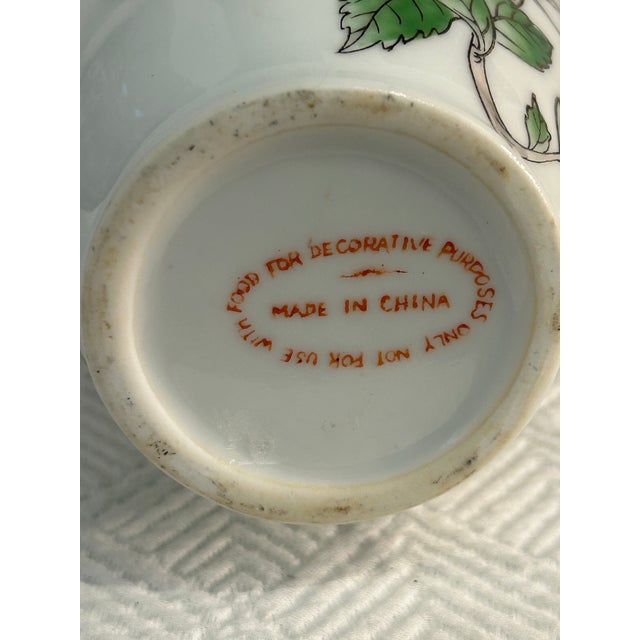 FOR DECORATIVE PURPOSES ONLY NOT FOR USE WITH FOOD
MADE IN CHINA